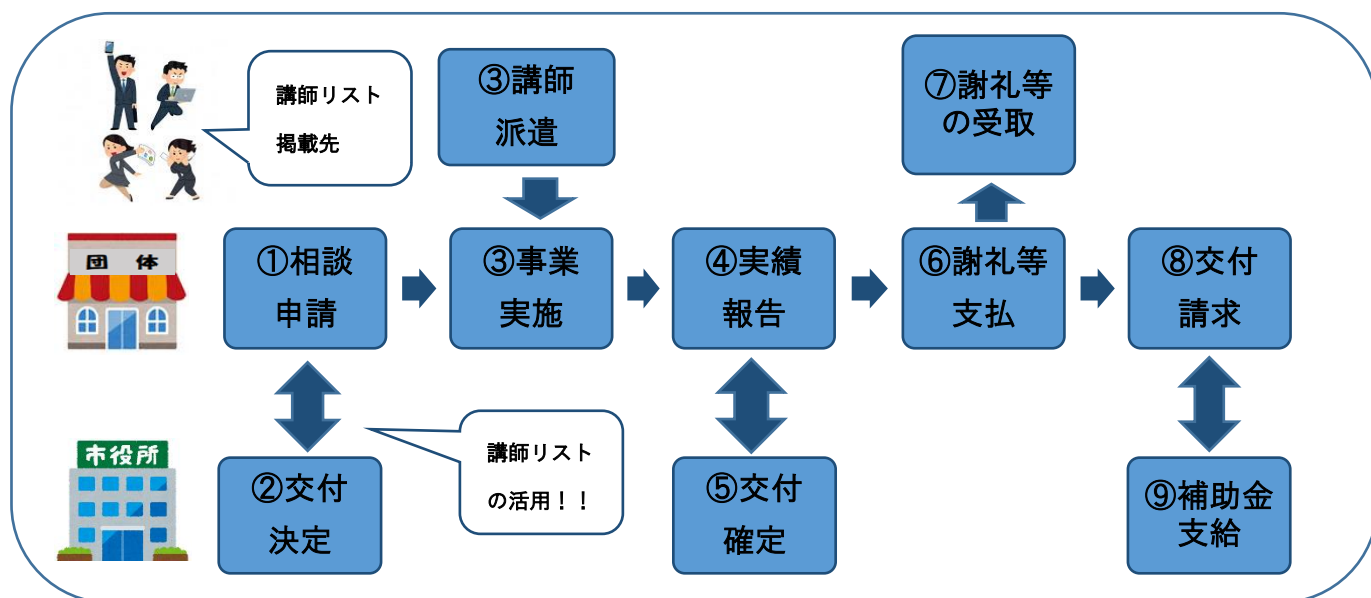 講師リスト
掲載先
③講師
派遣
⑦謝礼等
の受取
団 体
①相談
申請
③事業
実施
④実績
報告
⑥謝礼等
支払
⑧交付
請求
市役所
②交付
決定
講師リスト
の活用！！
⑤交付
確定
⑨補助金
支給